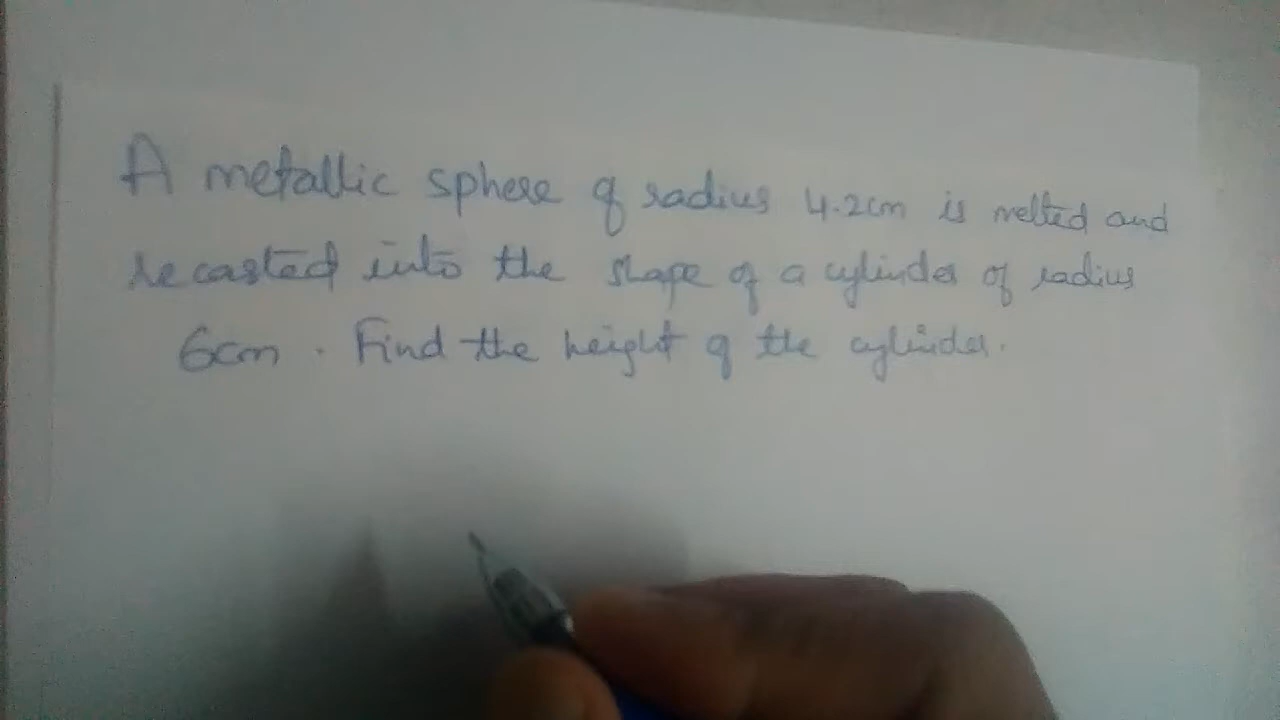 A metallic sphere of radius 4.2cm is melted and
recasted into the shape of a cylinder of radius
6cm. Find the height of the cylinder.